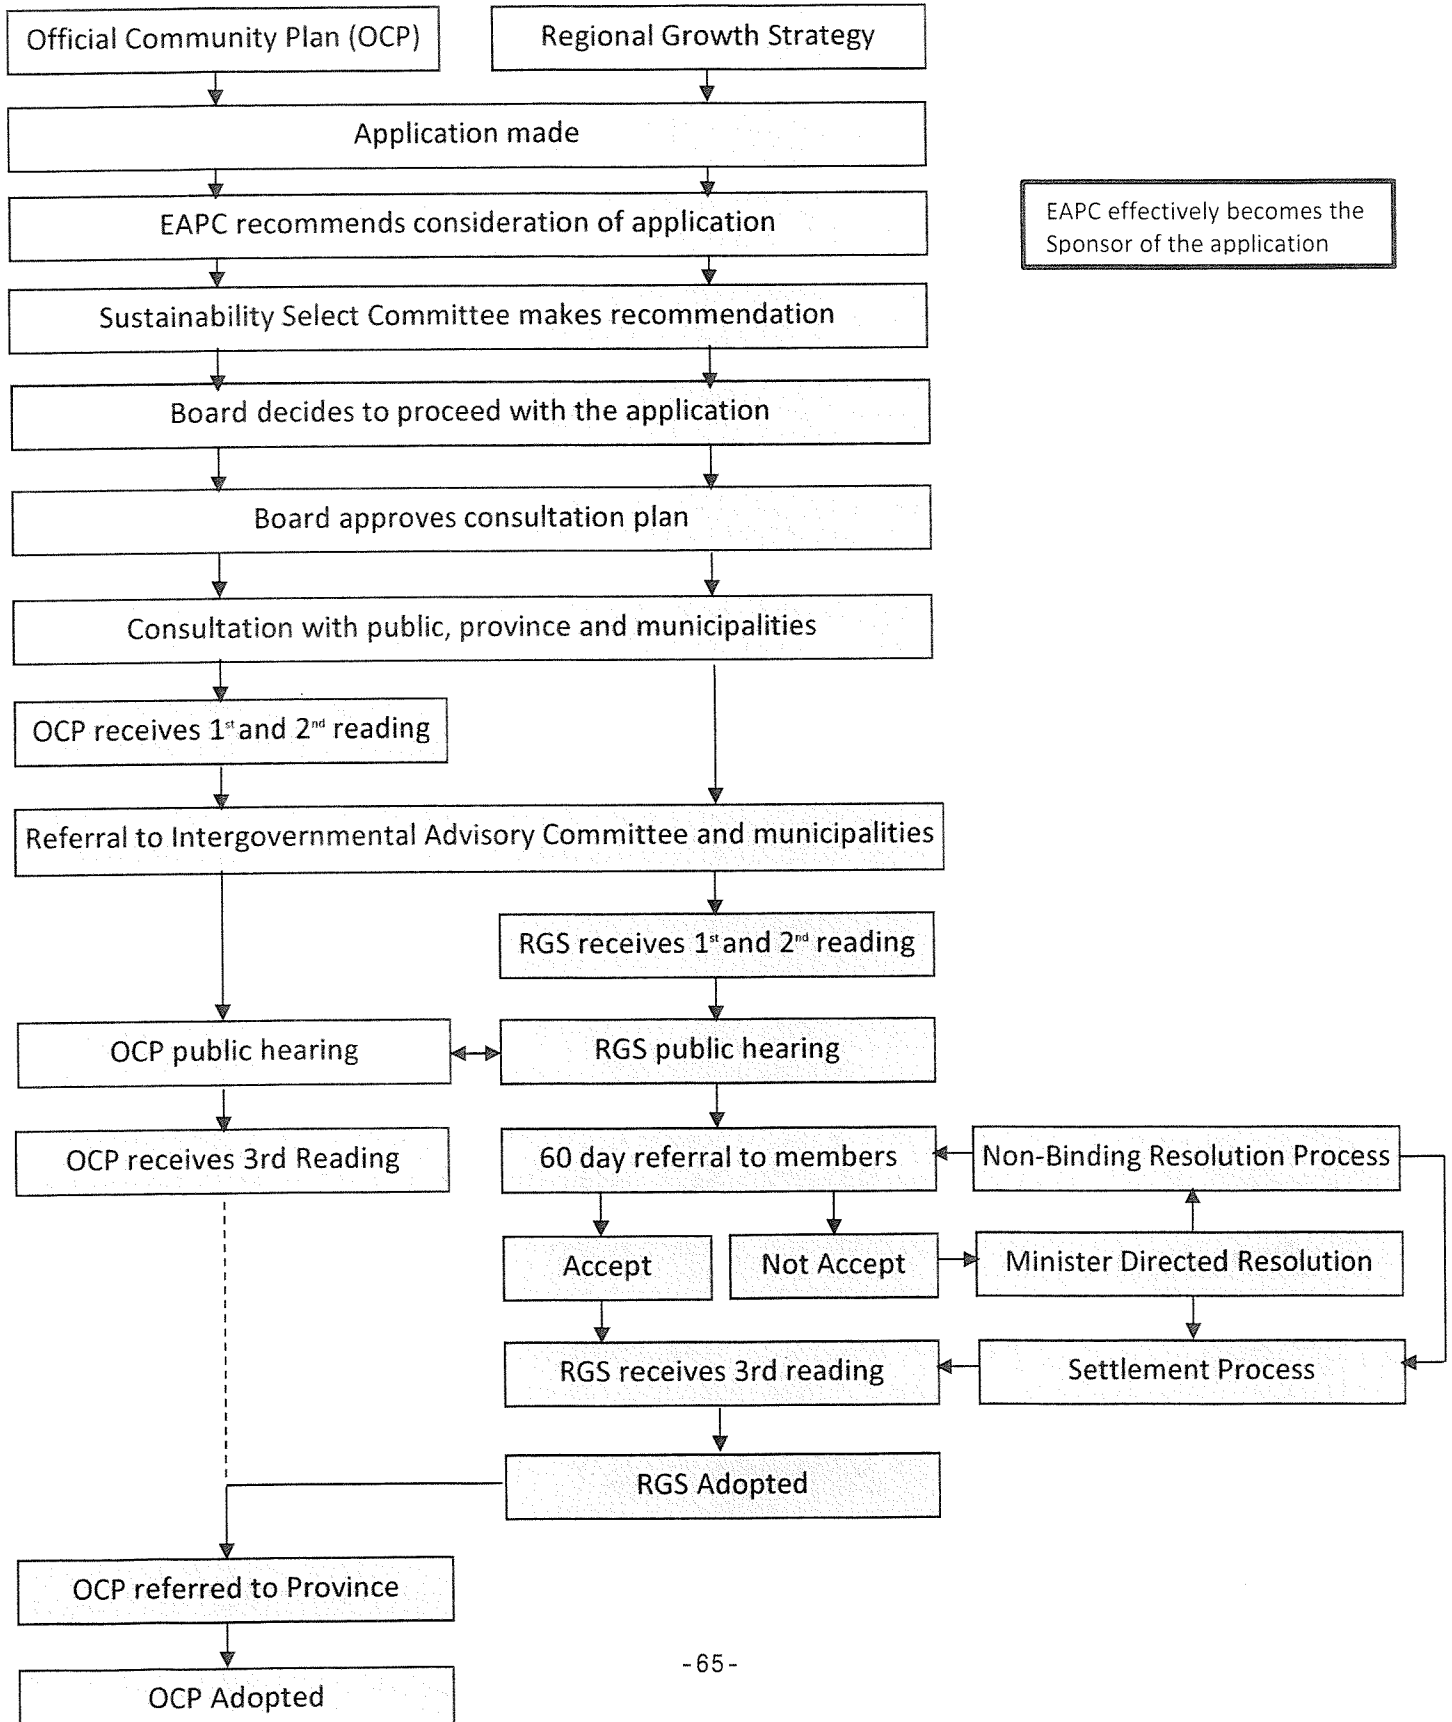 Official Community Plan (OCP)
Regional Growth Strategy
Application made
EAPC recommends consideration of application
EAPC effectively becomes the
Sponsor of the application
Sustainability Select Committee makes recommendation
Board decides to proceed with the application
Board approves consultation plan
Consultation with public, province and municipalities
OCP receives 1st and 2nd reading
Referral to Intergovernmental Advisory Committee and municipalities
RGS receives 1st and 2nd reading
OCP public hearing
RGS public hearing
OCP receives 3rd Reading
60 day referral to members
Non-Binding Resolution Process
Accept
Not Accept
Minister Directed Resolution
RGS receives 3rd reading
Settlement Process
RGS Adopted
OCP referred to Province
OCP Adopted
-65-